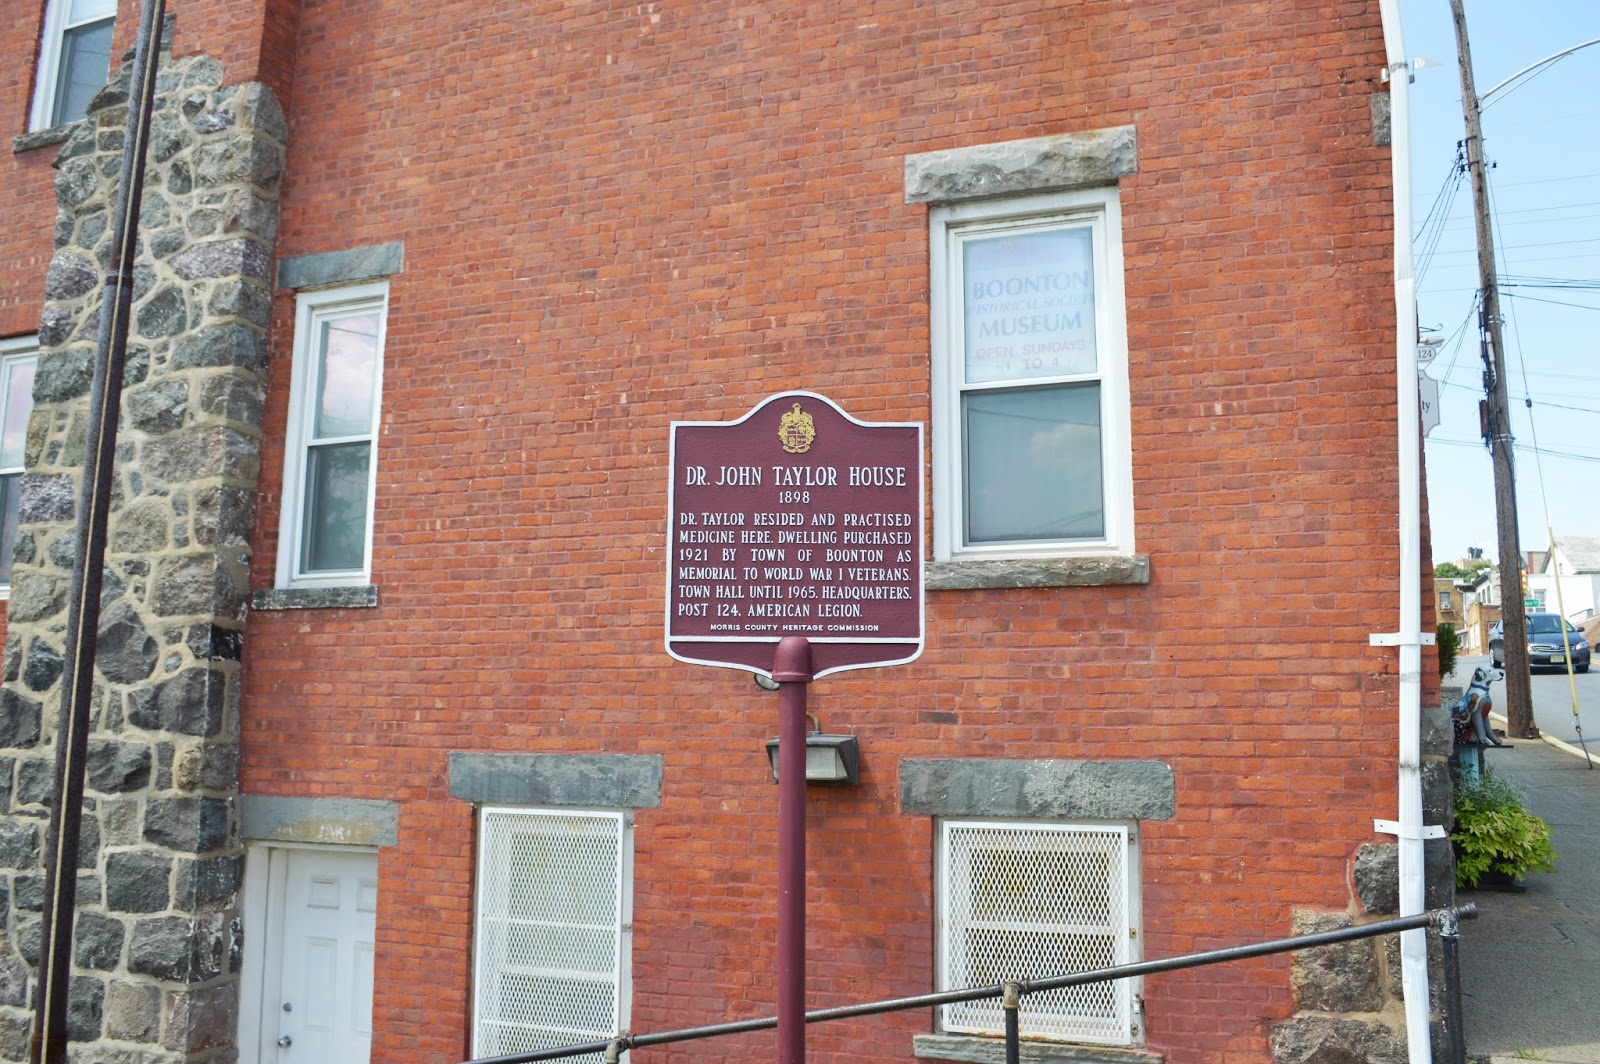 BOONTON
HISTORICAL SOCIETY
MUSEUM
OPEN SUNDAYS
1 TO 4
124
DR. JOHN TAYLOR HOUSE
1898
DR. TAYLOR RESIDED AND PRACTISED
MEDICINE HERE. DWELLING PURCHASED
1921 BY TOWN OF BOONTON AS
MEMORIAL TO WORLD WAR I VETERANS.
TOWN HALL UNTIL 1965. HEADQUARTERS,
POST 124, AMERICAN LEGION.
MORRIS COUNTY HERITAGE COMMISSION